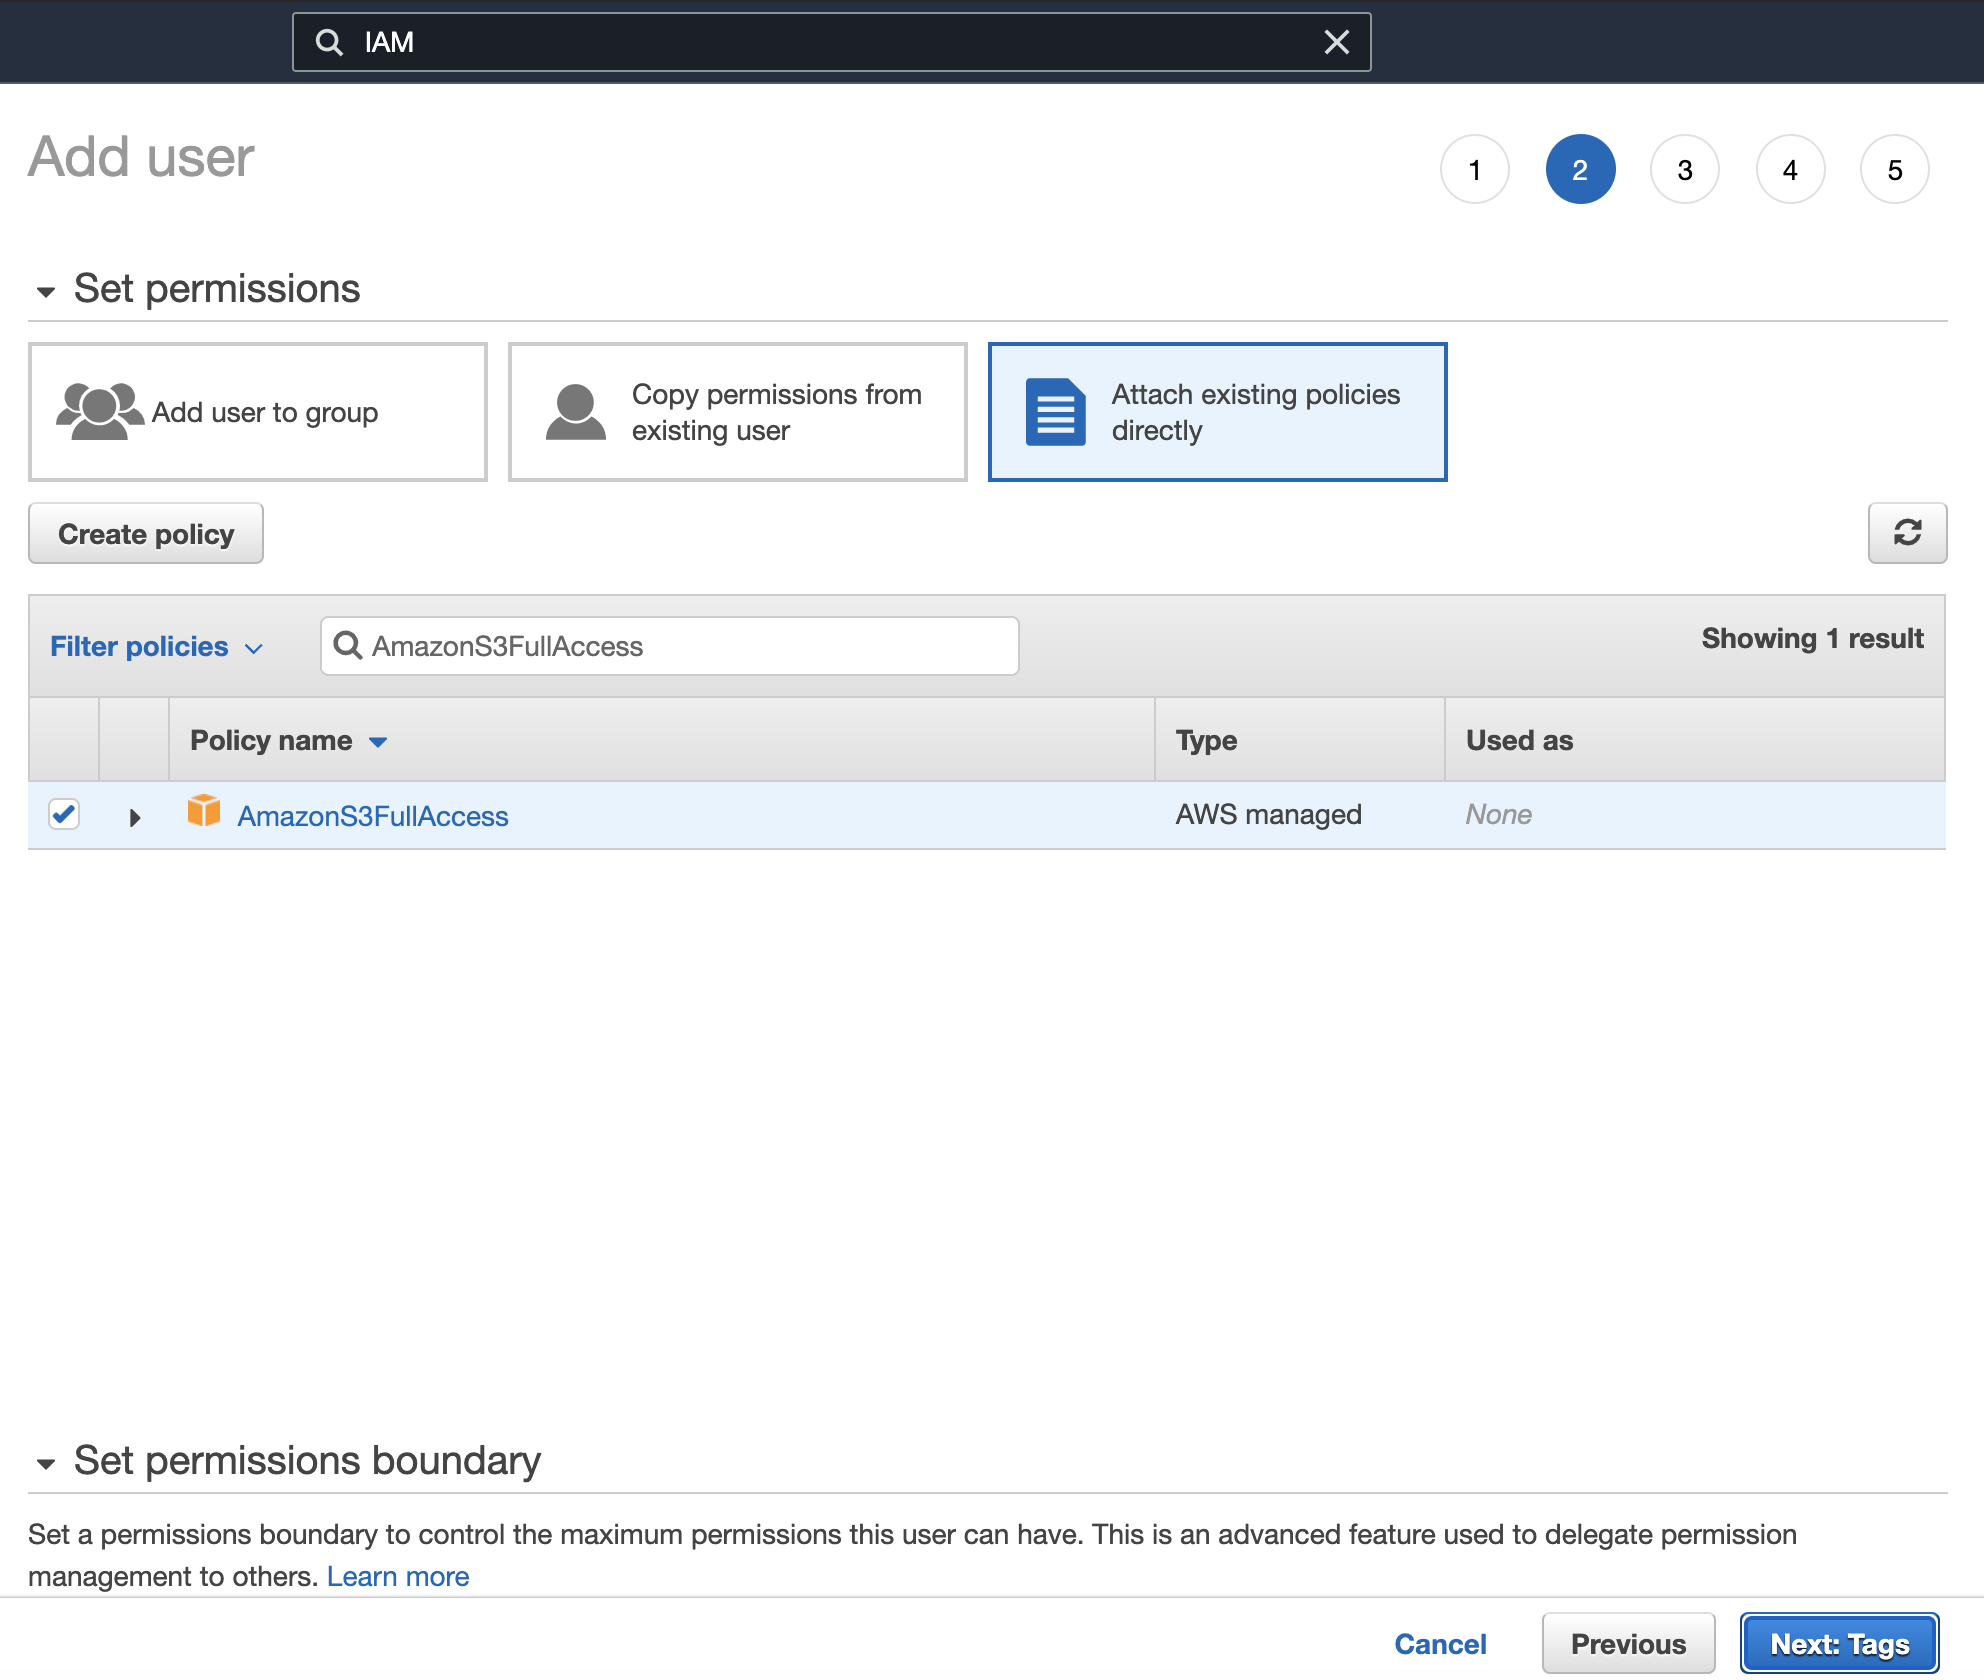 IAM
Add user
1 2 3 4 5
Set permissions
Add user to group
Copy permissions from
existing user
Attach existing policies
directly
Create policy
Filter policies
AmazonS3FullAccess
Showing 1 result
Policy name Type Used as
AmazonS3FullAccess AWS managed None
Set permissions boundary
Set a permissions boundary to control the maximum permissions this user can have. This is an advanced feature used to delegate permission
management to others. Learn more
Cancel Previous Next: Tags